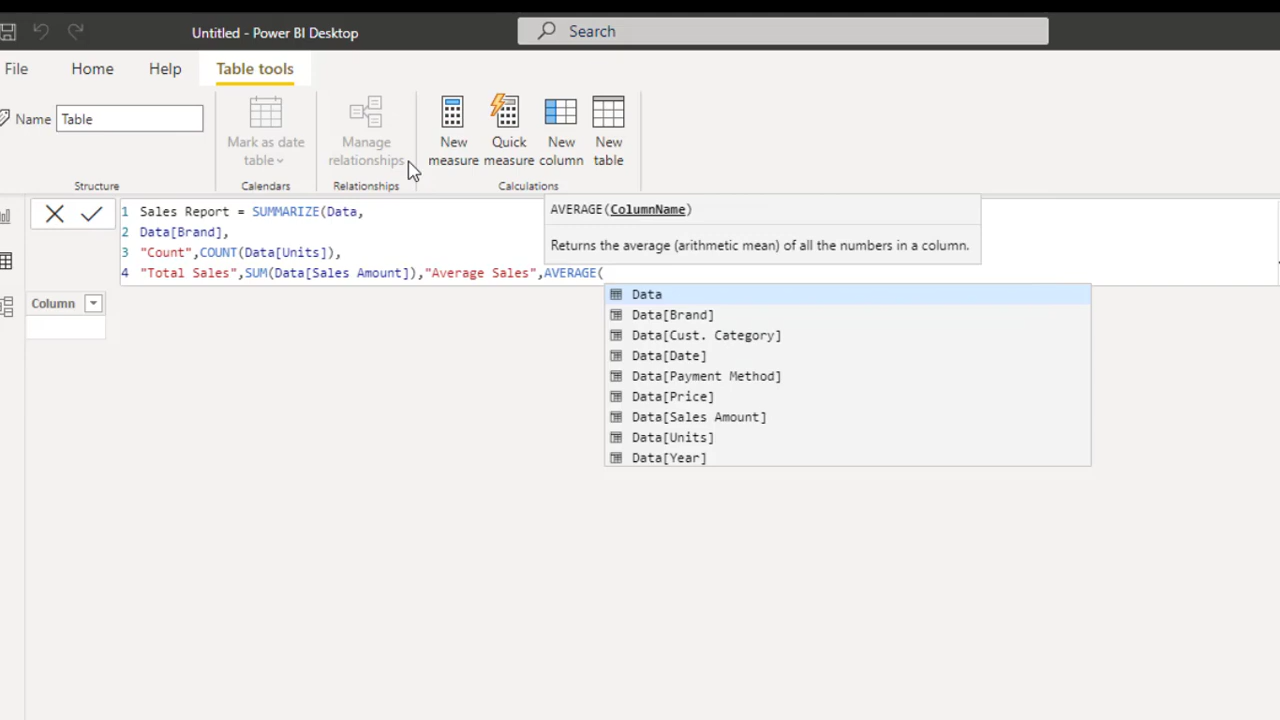 Untitled - Power BI Desktop
Search
File
Home
Help
Table tools
Name
Table
Mark as date
table
Manage
relationships
New
measure
Quick
measure
New
column
New
table
Structure
Calendars
Relationships
Calculations
1 Sales Report = SUMMARIZE(Data,
2 Data[Brand],
3 "Count",COUNT(Data[Units]),
4 "Total Sales",SUM(Data[Sales Amount]),"Average Sales",AVERAGE(
AVERAGE(ColumnName)
Returns the average (arithmetic mean) of all the numbers in a column.
Column
Data
Data[Brand]
Data[Cust. Category]
Data[Date]
Data[Payment Method]
Data[Price]
Data[Sales Amount]
Data[Units]
Data[Year]